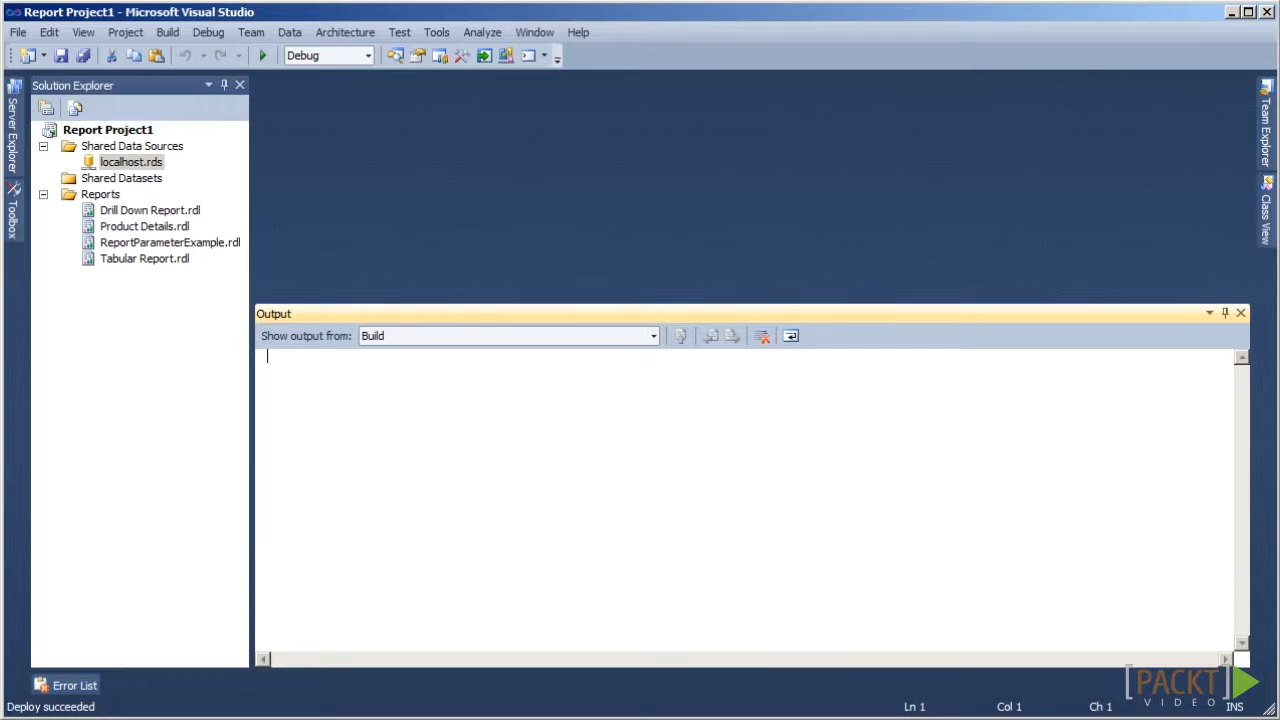 Report Project1 - Microsoft Visual Studio
File Edit View Project Build Debug Team Data Architecture Test Tools Analyze Window Help
Debug
Server Explorer
Toolbox
Solution Explorer
Report Project1
Shared Data Sources
localhost.rds
Shared Datasets
Reports
Drill Down Report.rdl
Product Details.rdl
ReportParameterExample.rdl
Tabular Report.rdl
Output
Show output from: Build
Team Explorer
Class View
Error List
Deploy succeeded Ln 1 Col 1 Ch 1 INS
[PACKT]
VIDEO